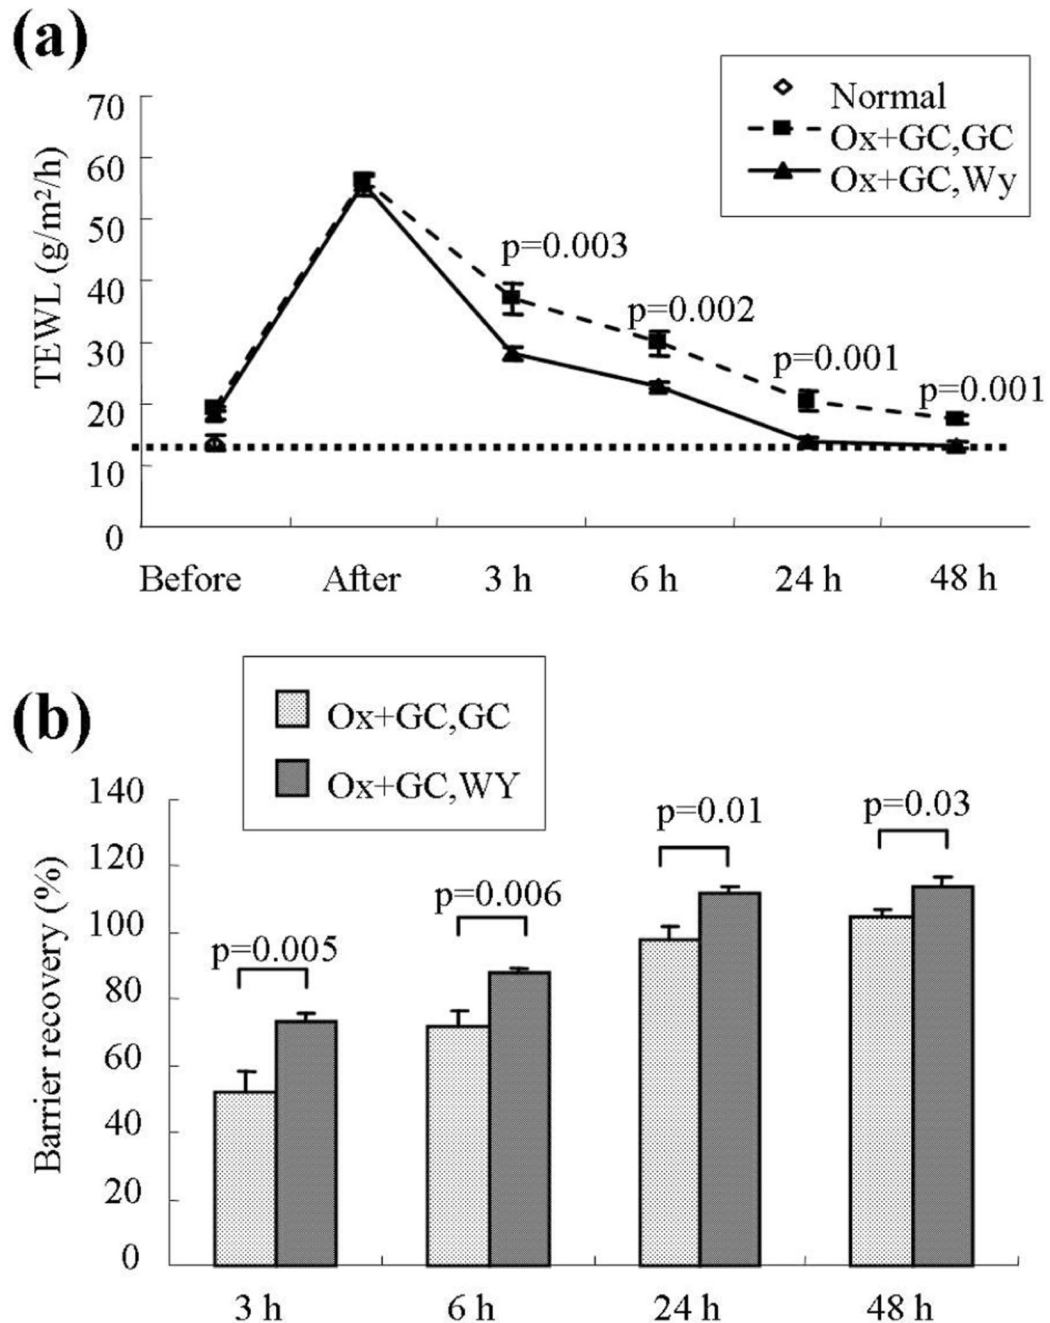 (a)
Normal
Ox+GC,GC
Ox+GC,Wy
TEWL (g/m²/h)
70
60
50
40
30
20
10
0
p=0.003
p=0.002
p=0.001
p=0.001
Before After 3 h 6 h 24 h 48 h
(b)
Ox+GC,GC
Ox+GC,WY
Barrier recovery (%)
140
120
100
80
60
40
20
0
p=0.005
p=0.006
p=0.01
p=0.03
3 h 6 h 24 h 48 h